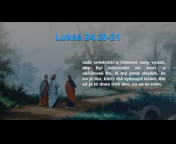 Lukáš 24,20-21
naši velekněží a členové rady vydali,
aby byl odsouzen na smrt, a
ukřižovali ho. A my jsme doufali, že
on je ten, který má vykoupit Izrael. Ale
už je to dnes třetí den, co se to stalo.